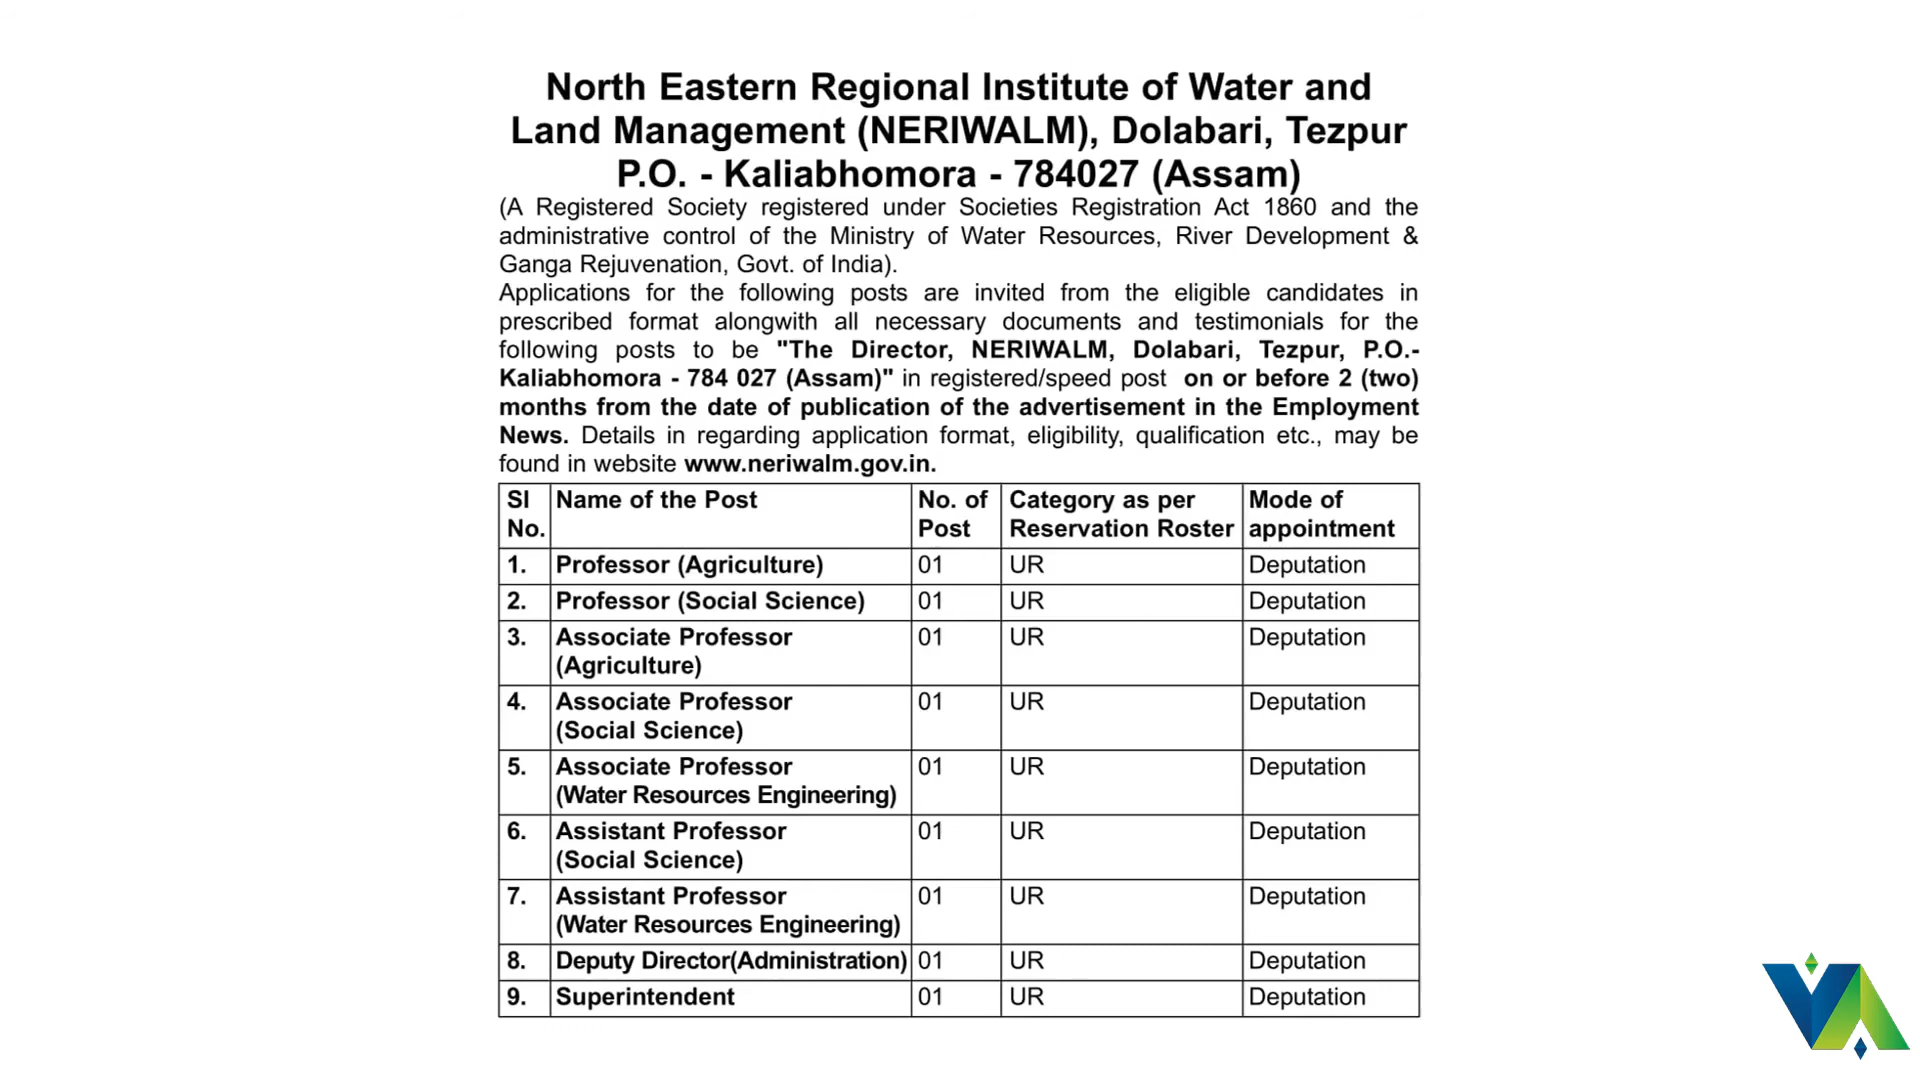 North Eastern Regional Institute of Water and
Land Management (NERIWALM), Dolabari, Tezpur
P.O. - Kaliabhomora - 784027 (Assam)
(A Registered Society registered under Societies Registration Act 1860 and the
administrative control of the Ministry of Water Resources, River Development &
Ganga Rejuvenation, Govt. of India).
Applications for the following posts are invited from the eligible candidates in
prescribed format alongwith all necessary documents and testimonials for the
following posts to be "The Director, NERIWALM, Dolabari, Tezpur, P.O.-
Kaliabhomora - 784 027 (Assam)" in registered/speed post on or before 2 (two)
months from the date of publication of the advertisement in the Employment
News. Details in regarding application format, eligibility, qualification etc., may be
found in website www.neriwalm.gov.in.
Sl Name of the Post No. of Category as per Mode of
No. Post Reservation Roster appointment
1. Professor (Agriculture) 01 UR Deputation
2. Professor (Social Science) 01 UR Deputation
3. Associate Professor 01 UR Deputation
(Agriculture)
4. Associate Professor 01 UR Deputation
(Social Science)
5. Associate Professor 01 UR Deputation
(Water Resources Engineering)
6. Assistant Professor 01 UR Deputation
(Social Science)
7. Assistant Professor 01 UR Deputation
(Water Resources Engineering)
8. Deputy Director(Administration) 01 UR Deputation
9. Superintendent 01 UR Deputation